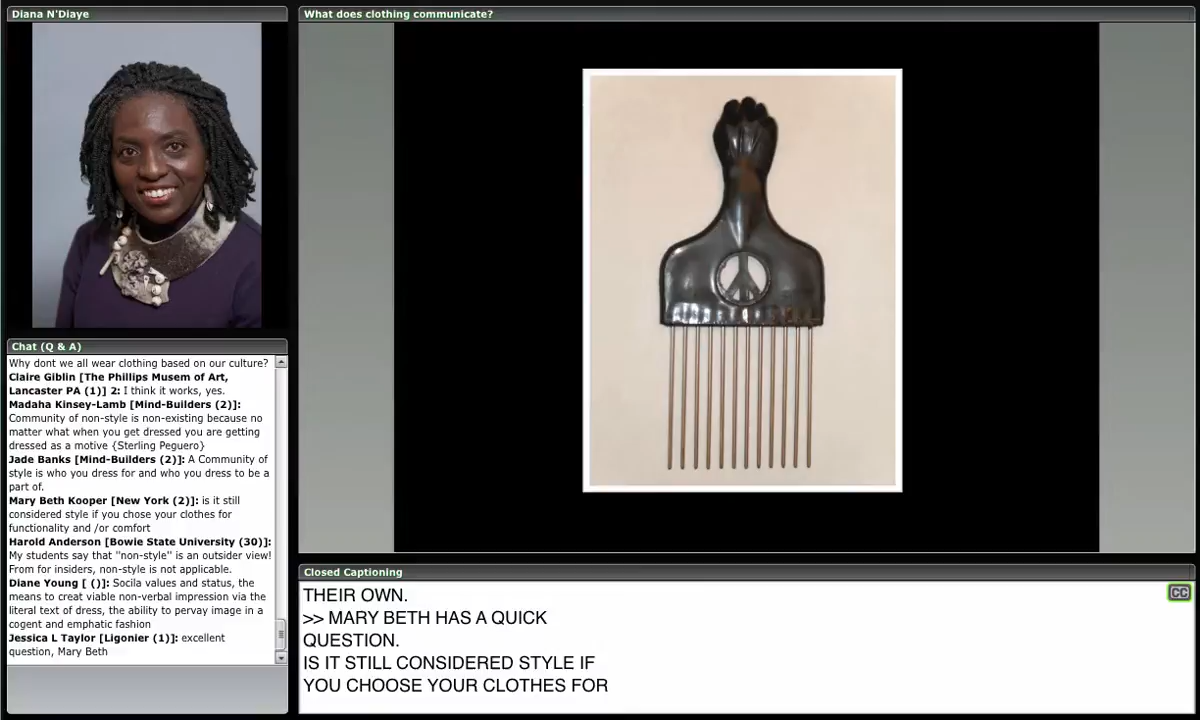 Diana N'Diaye
What does clothing communicate?
Chat (Q & A)
Why dont we all wear clothing based on our culture?
Claire Giblin [The Phillips Musem of Art,
Lancaster PA (1)] 2: I think it works, yes.
Madaha Kinsey-Lamb [Mind-Builders (2)]:
Community of non-style is non-existing because no
matter what when you get dressed you are getting
dressed as a motive {Sterling Peguero}
Jade Banks [Mind-Builders (2)]: A Community of
style is who you dress for and who you dress to be a
part of.
Mary Beth Kooper [New York (2)]: is it still
considered style if you chose your clothes for
functionality and /or comfort
Harold Anderson [Bowie State University (30)]:
My students say that "non-style" is an outsider view!
From for insiders, non-style is not applicable.
Diane Young [ ()]: Socila values and status, the
means to creat viable non-verbal impression via the
literal text of dress, the ability to pervay image in a
cogent and emphatic fashion
Jessica L Taylor [Ligonier (1)]: excellent
question, Mary Beth
Closed Captioning
THEIR OWN.
>> MARY BETH HAS A QUICK
QUESTION.
IS IT STILL CONSIDERED STYLE IF
YOU CHOOSE YOUR CLOTHES FOR
CC